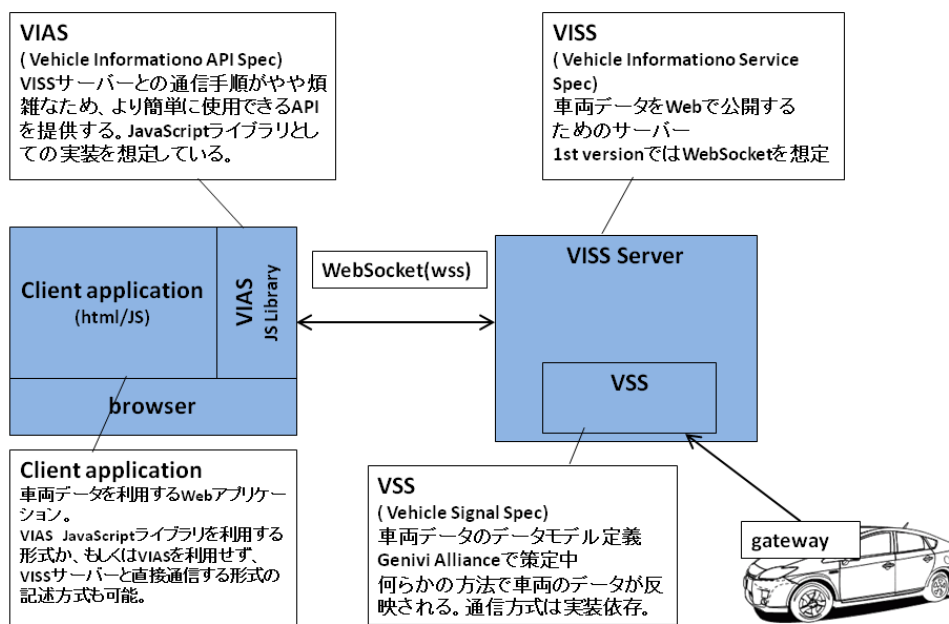 VIAS
( Vehicle Informationo API Spec)
VISSサーバーとの通信手順がやや煩
雑なため、より簡単に使用できるAPI
を提供する。JavaScriptライブラリとし
ての実装を想定している。
VISS
( Vehicle Informationo Service
Spec)
車両データをWebで公開する
ためのサーバー
1st versionではWebSocketを想定
Client application
(html/JS)
VIAS
JS Library
browser
WebSocket(wss)
VISS Server
VSS
Client application
車両データを利用するWebアプリケー
ション。
VIAS JavaScriptライブラリを利用する
形式か、もしくはVIASを利用せず、
VISSサーバーと直接通信する形式の
記述方式も可能。
VSS
( Vehicle Signal Spec)
車両データのデータモデル定義
Genivi Allianceで策定中
何らかの方法で車両のデータが反
映される。通信方式は実装依存。
gateway